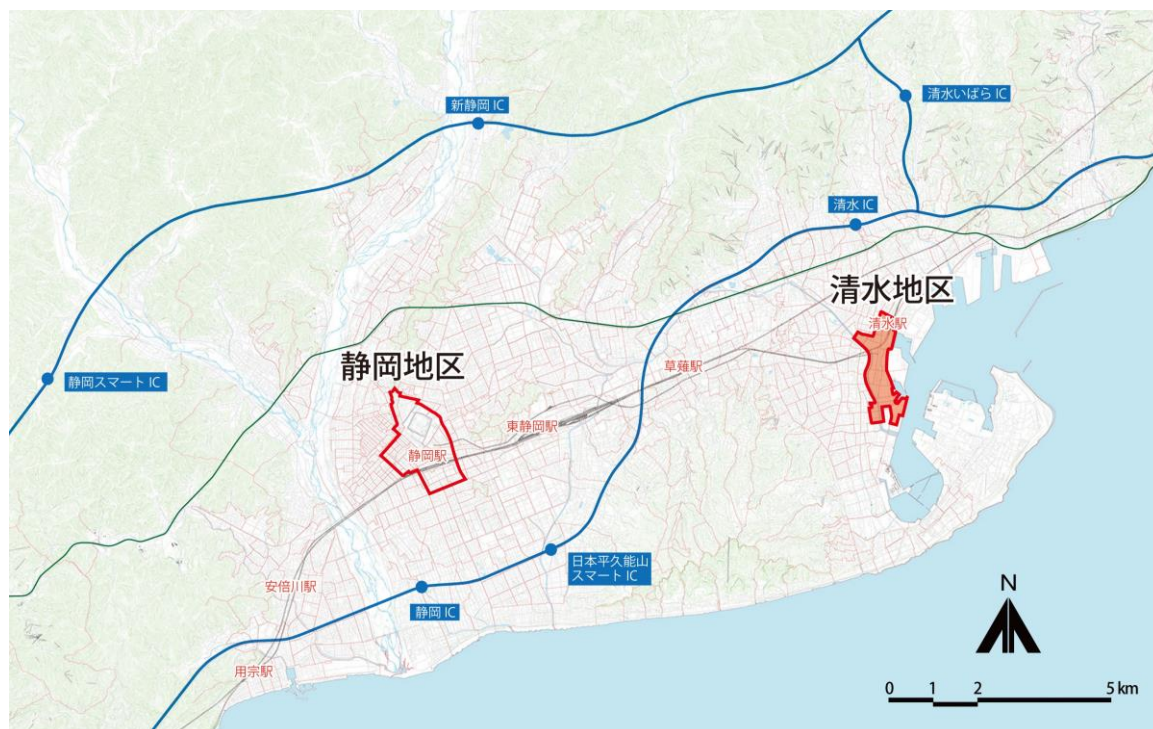 新静岡 IC
清水いばら IC
清水 IC
清水地区
清水駅
静岡地区
草薙駅
静岡スマート IC
東静岡駅
静岡駅
日本平久能山
スマート IC
安倍川駅
静岡 IC
用宗駅
N
0 1 2 5 km